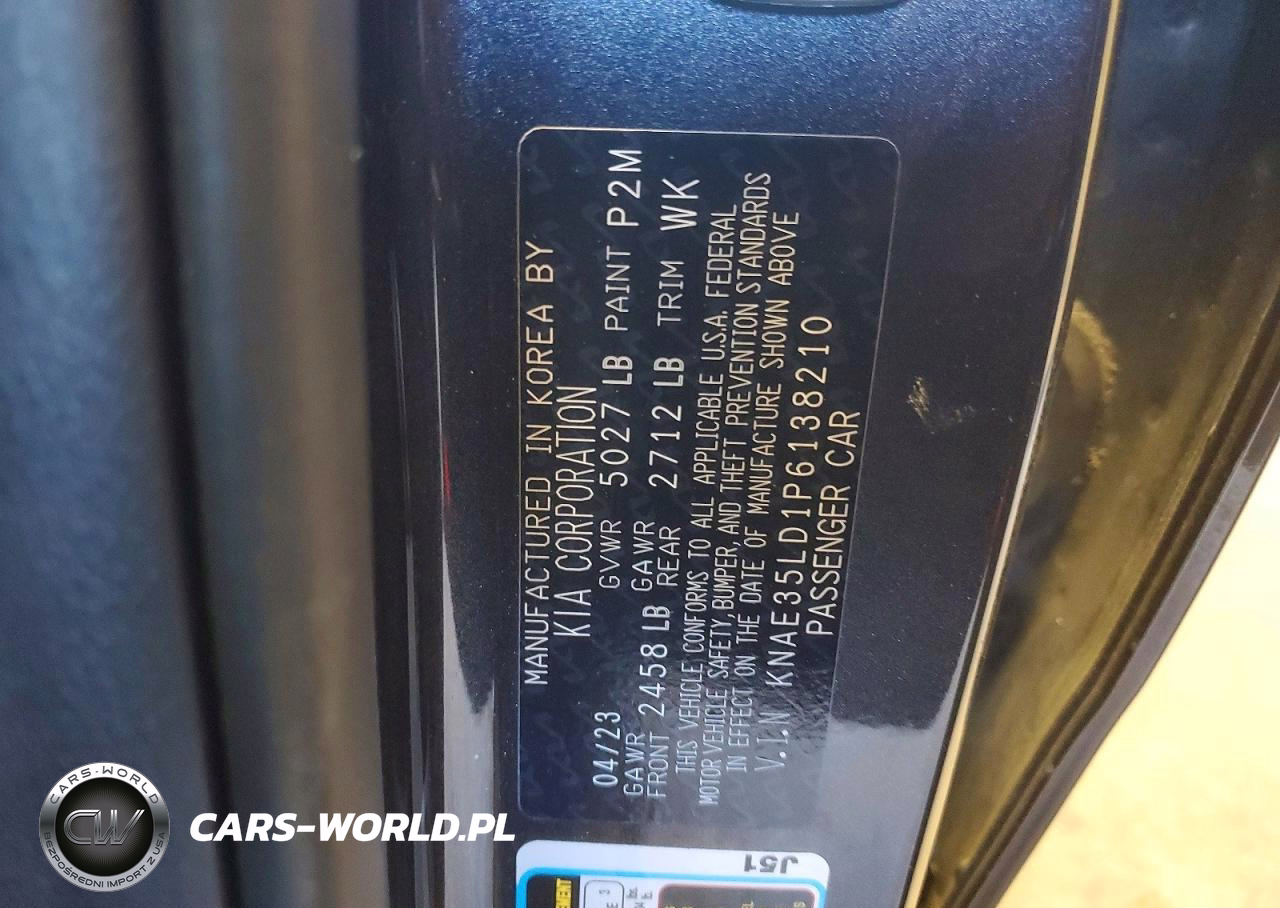 MANUFACTURED IN KOREA BY
KIA CORPORATION
04/23 GVWR 5027 LB PAINT P2M
GAWR FRONT 2458 LB GAWR REAR 2712 LB TRIM WK
THIS VEHICLE CONFORMS TO ALL APPLICABLE U.S.A. FEDERAL
MOTOR VEHICLE SAFETY, BUMPER, AND THEFT PREVENTION STANDARDS
IN EFFECT ON THE DATE OF MANUFACTURE SHOWN ABOVE
V.I.N KNAE35LD1P6138210
PASSENGER CAR
J51
CARS-WORLD
CW
BEZPOŚREDNI IMPORT Z USA
CARS-WORLD.PL